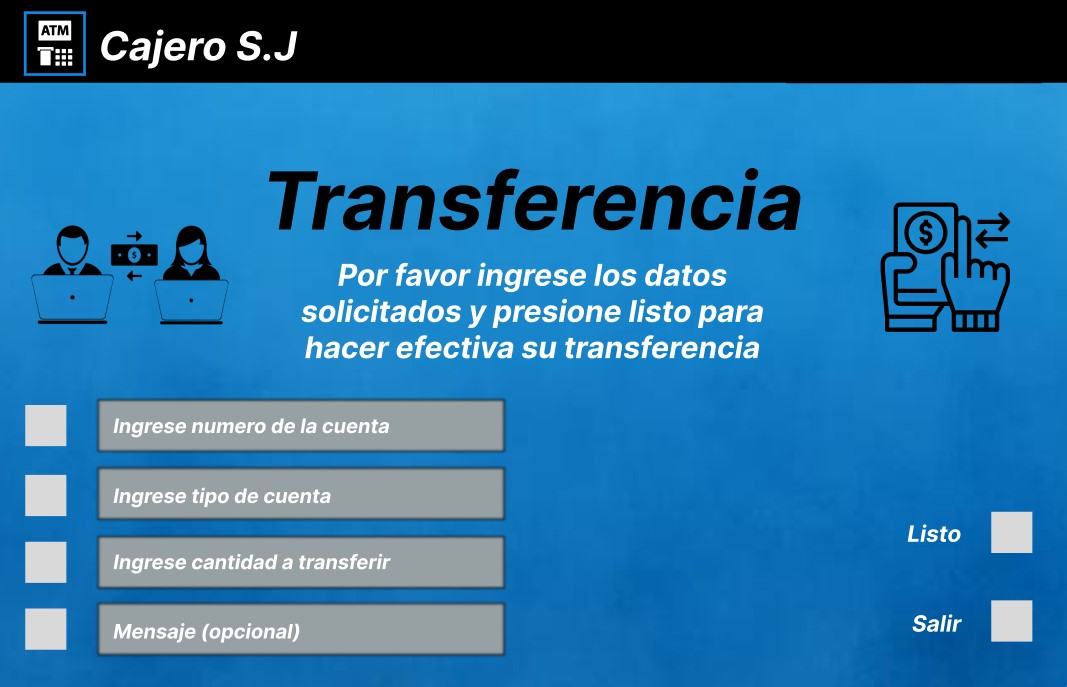 ATM
Cajero S.J
Transferencia
$
$
Por favor ingrese los datos
solicitados y presione listo para
hacer efectiva su transferencia
Ingrese numero de la cuenta
Ingrese tipo de cuenta
Ingrese cantidad a transferir
Mensaje (opcional)
Listo
Salir